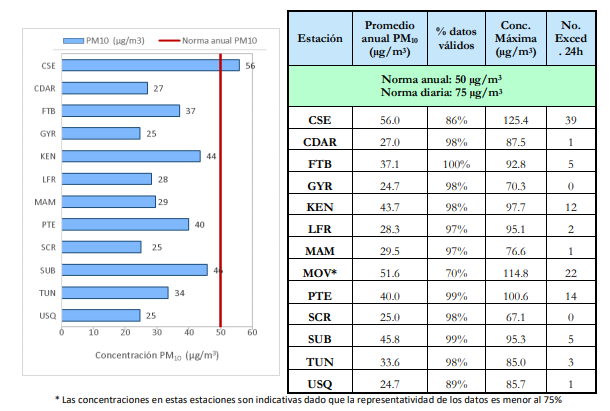 PM10 (µg/m3)
Norma anual PM10
CSE 56
CDAR 27
FTB 37
GYR 25
KEN 44
LFR 28
MAM 29
PTE 40
SCR 25
SUB 46
TUN 34
USQ 25
0 10 20 30 40 50 60
Concentración PM₁₀ (µg/m³)
Estación | Promedio anual PM₁₀ (µg/m³) | % datos válidos | Conc. Máxima (µg/m³) | No. Exced . 24h
Norma anual: 50 µg/m³
Norma diaria: 75 µg/m³
CSE 56.0 86% 125.4 39
CDAR 27.0 98% 87.5 1
FTB 37.1 100% 92.8 5
GYR 24.7 98% 70.3 0
KEN 43.7 98% 97.7 12
LFR 28.3 97% 95.1 2
MAM 29.5 97% 76.6 1
MOV* 51.6 70% 114.8 22
PTE 40.0 99% 100.6 14
SCR 25.0 98% 67.1 0
SUB 45.8 99% 95.3 5
TUN 33.6 98% 85.0 3
USQ 24.7 89% 85.7 1
* Las concentraciones en estas estaciones son indicativas dado que la representatividad de los datos es menor al 75%